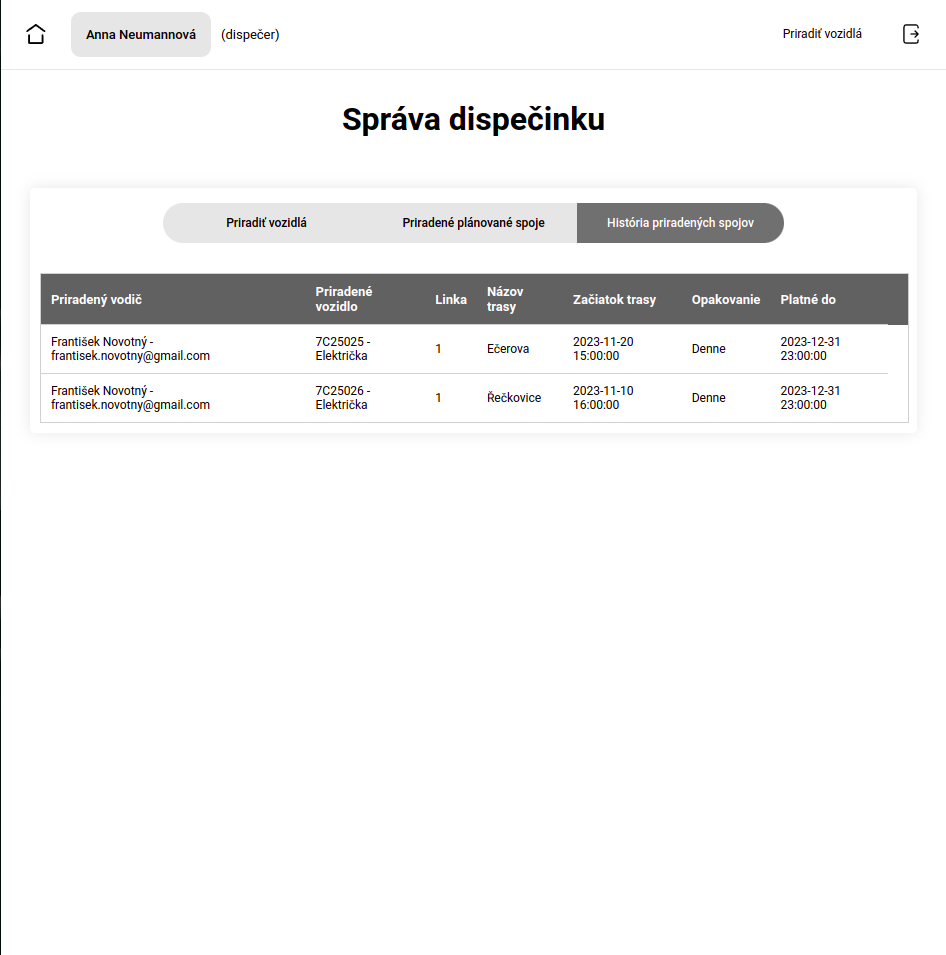 Anna Neumannová (dispečer) Priradiť vozidlá
Správa dispečinku
Priradiť vozidlá Priradené plánované spoje História priradených spojov
Priradený vodič Priradené vozidlo Linka Názov trasy Začiatok trasy Opakovanie Platné do
František Novotný - frantisek.novotny@gmail.com 7C25025 - Električka 1 Ečerova 2023-11-20 15:00:00 Denne 2023-12-31 23:00:00
František Novotný - frantisek.novotny@gmail.com 7C25026 - Električka 1 Řečkovice 2023-11-10 16:00:00 Denne 2023-12-31 23:00:00